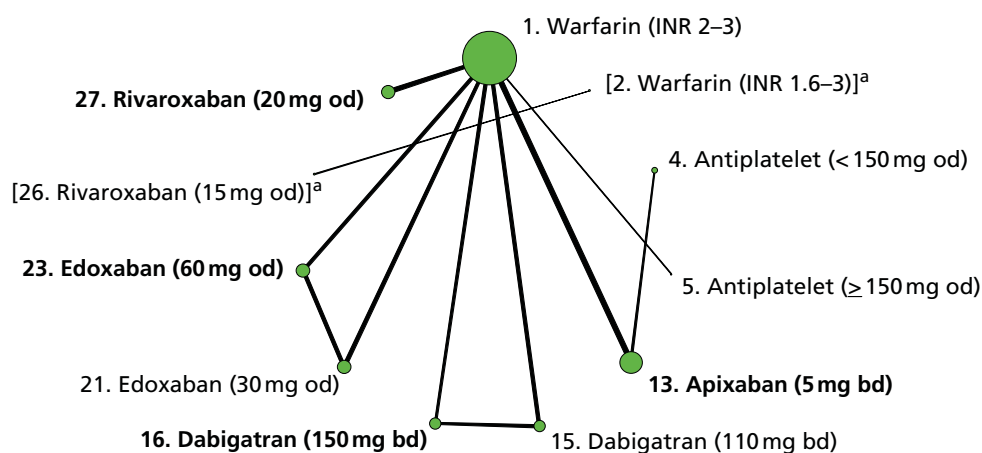 1. Warfarin (INR 2–3)
[2. Warfarin (INR 1.6–3)]ᵃ
27. Rivaroxaban (20 mg od)
4. Antiplatelet (<150 mg od)
[26. Rivaroxaban (15 mg od)]ᵃ
23. Edoxaban (60 mg od)
5. Antiplatelet (≥150 mg od)
21. Edoxaban (30 mg od)
13. Apixaban (5 mg bd)
16. Dabigatran (150 mg bd)
15. Dabigatran (110 mg bd)